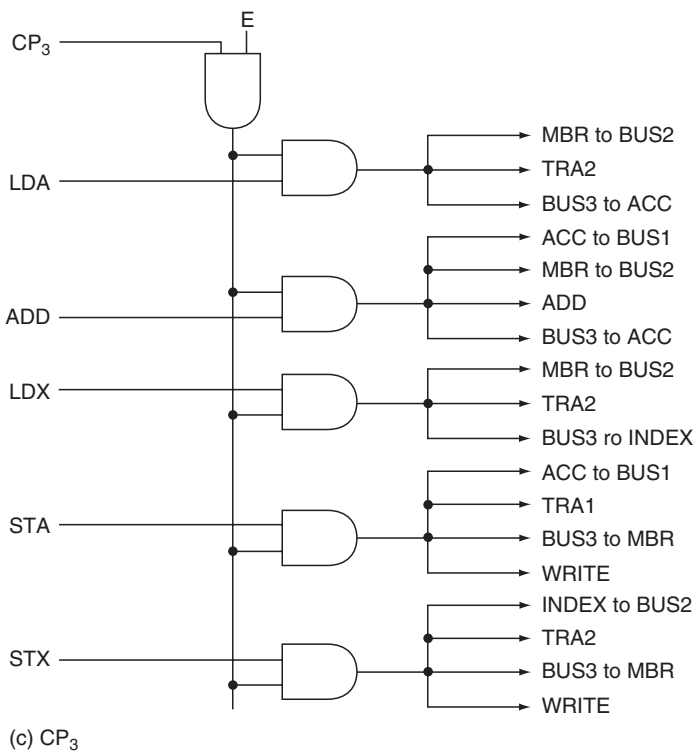 E
CP₃
MBR to BUS2
TRA2
LDA
BUS3 to ACC
ACC to BUS1
MBR to BUS2
ADD
ADD
BUS3 to ACC
MBR to BUS2
LDX
TRA2
BUS3 ro INDEX
ACC to BUS1
TRA1
STA
BUS3 to MBR
WRITE
INDEX to BUS2
TRA2
STX
BUS3 to MBR
WRITE
(c) CP₃